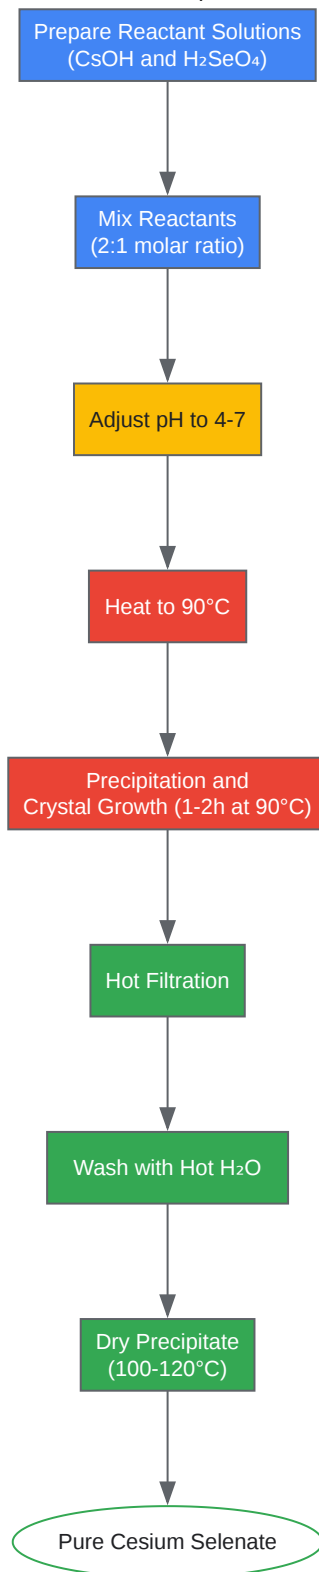 Prepare Reactant Solutions
(CsOH and H₂SeO₄)
Mix Reactants
(2:1 molar ratio)
Adjust pH to 4-7
Heat to 90°C
Precipitation and
Crystal Growth (1-2h at 90°C)
Hot Filtration
Wash with Hot H₂O
Dry Precipitate
(100-120°C)
Pure Cesium Selenate